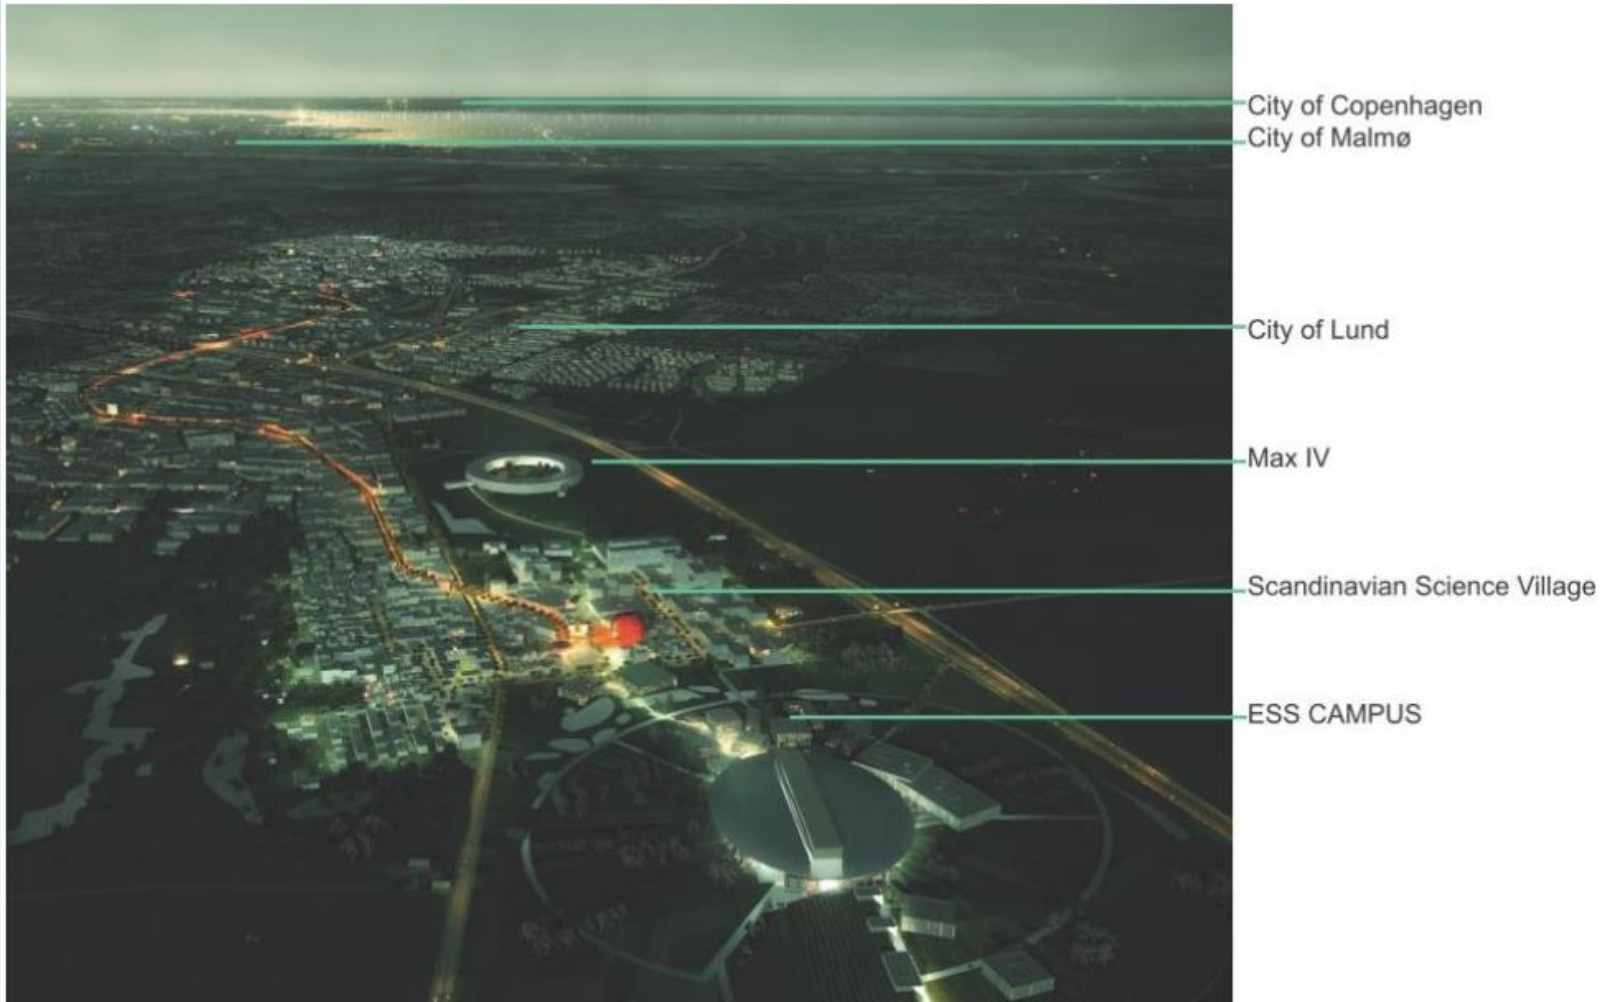 City of Copenhagen
City of Malmø
City of Lund
Max IV
Scandinavian Science Village
ESS CAMPUS